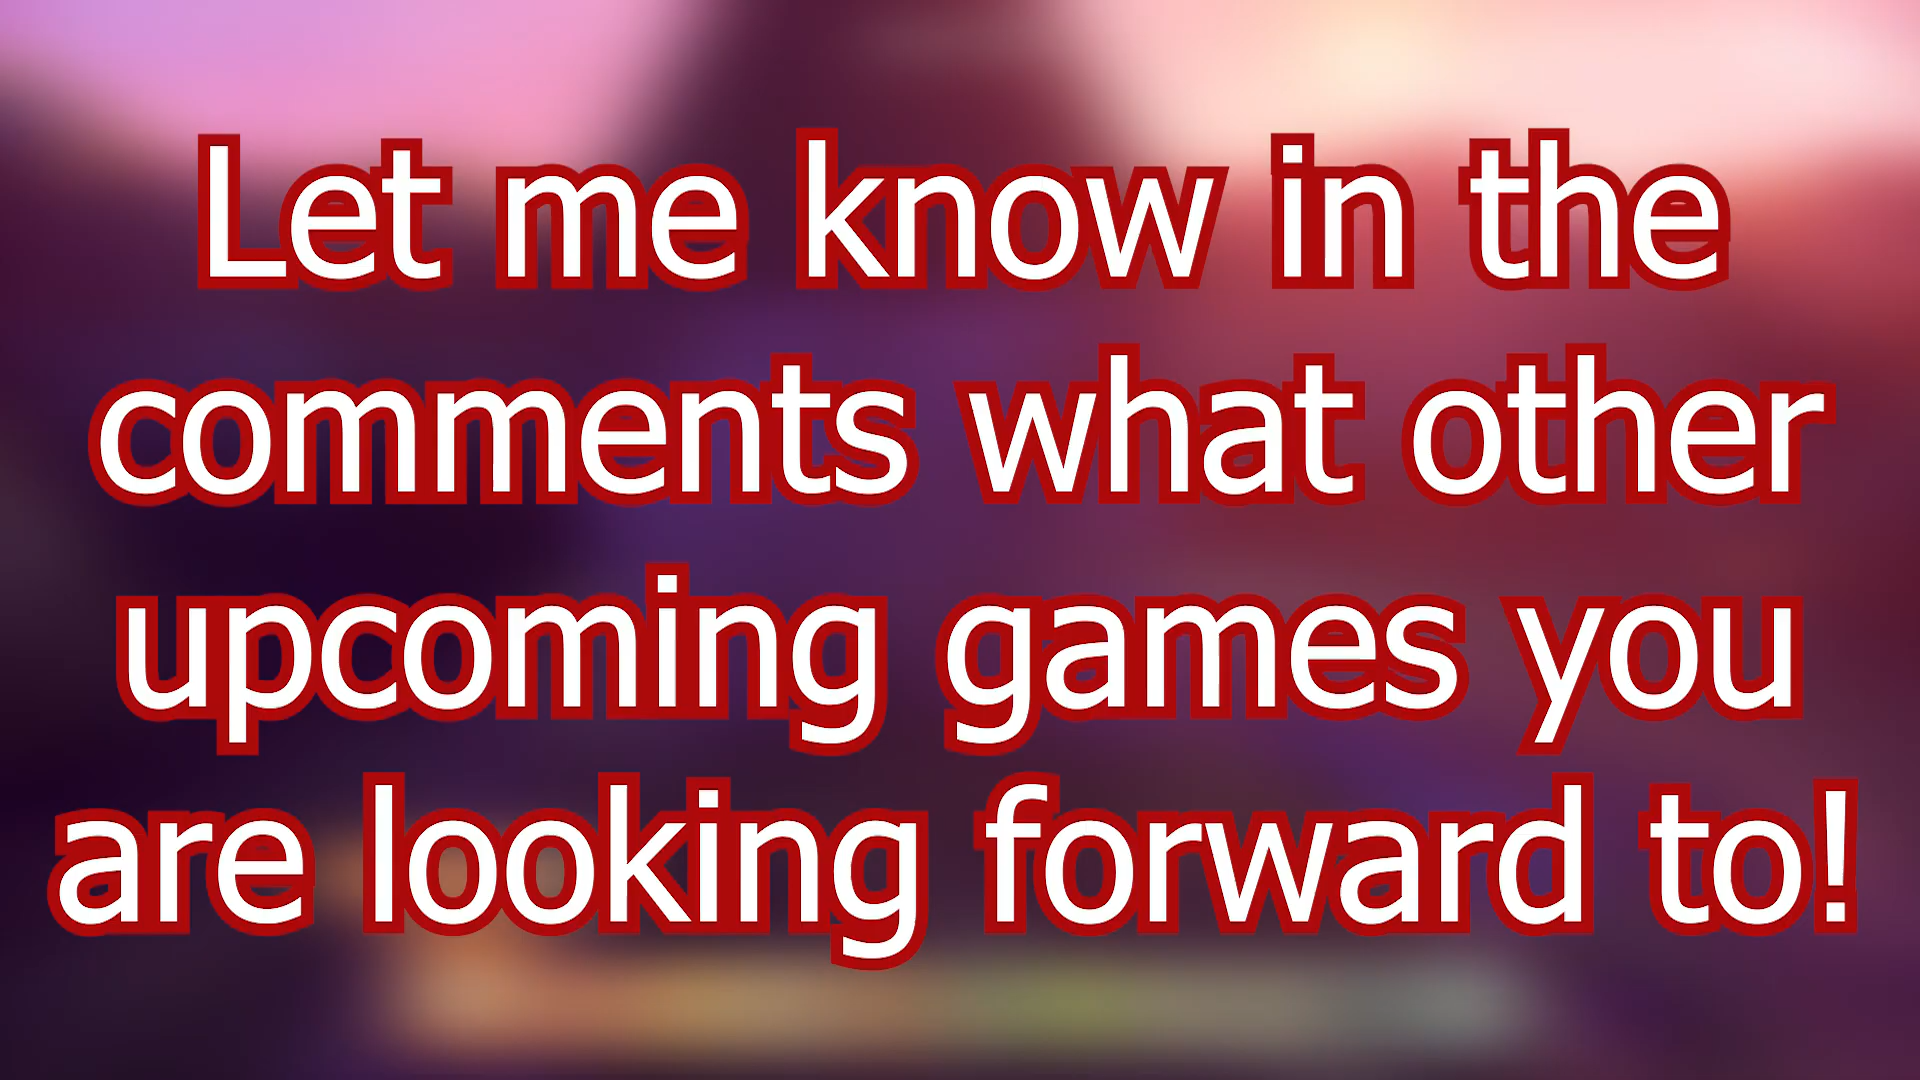 Let me know in the
comments what other
upcoming games you
are looking forward to!